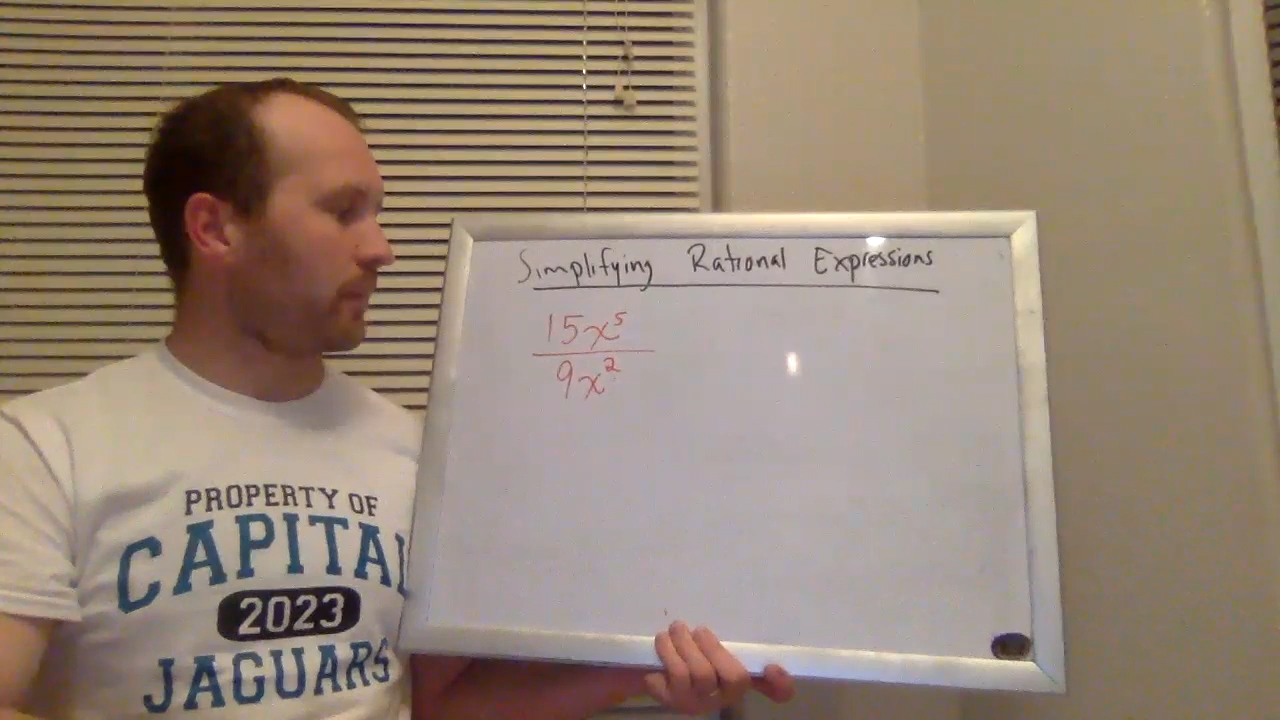 Simplifying Rational Expressions
15x⁵
9x²
PROPERTY OF
CAPITAL
2023
JAGUARS